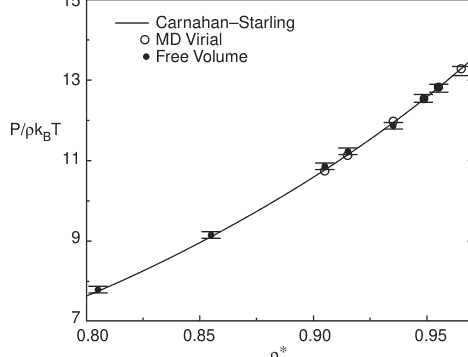 15
Carnahan–Starling
MD Virial
Free Volume
13
P/ρk_BT
11
9
7
0.80 0.85 0.90 0.95
ρ*